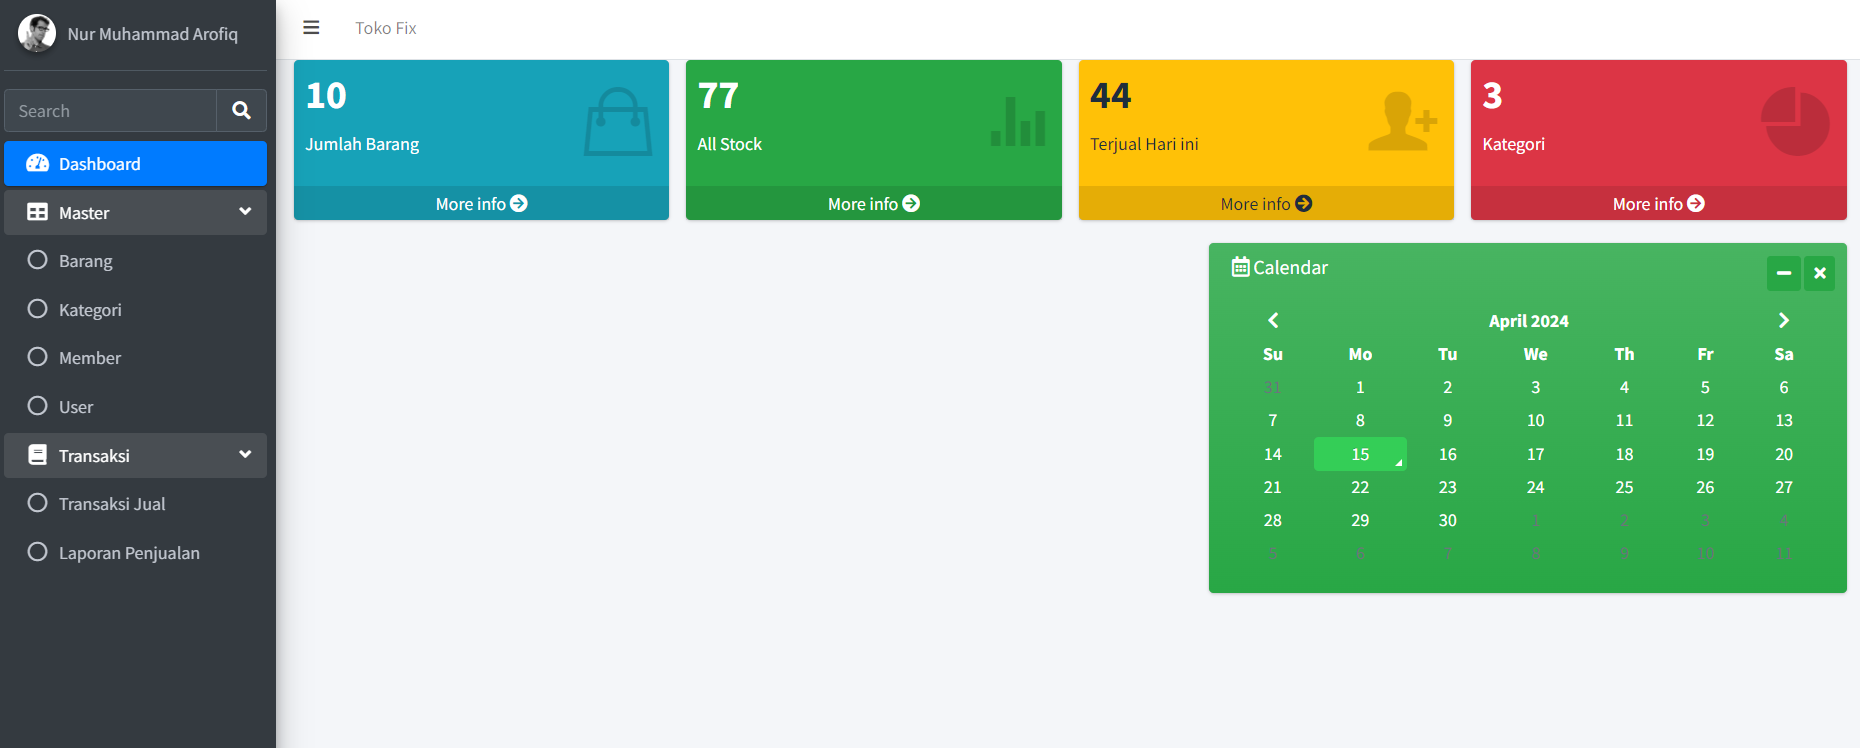 Nur Muhammad Arofiq
Search
Dashboard
Master
Barang
Kategori
Member
User
Transaksi
Transaksi Jual
Laporan Penjualan
Toko Fix
10
Jumlah Barang
More info
77
All Stock
More info
44
Terjual Hari ini
More info
3
Kategori
More info
Calendar
April 2024
Su Mo Tu We Th Fr Sa
31 1 2 3 4 5 6
7 8 9 10 11 12 13
14 15 16 17 18 19 20
21 22 23 24 25 26 27
28 29 30 1 2 3 4
5 6 7 8 9 10 11